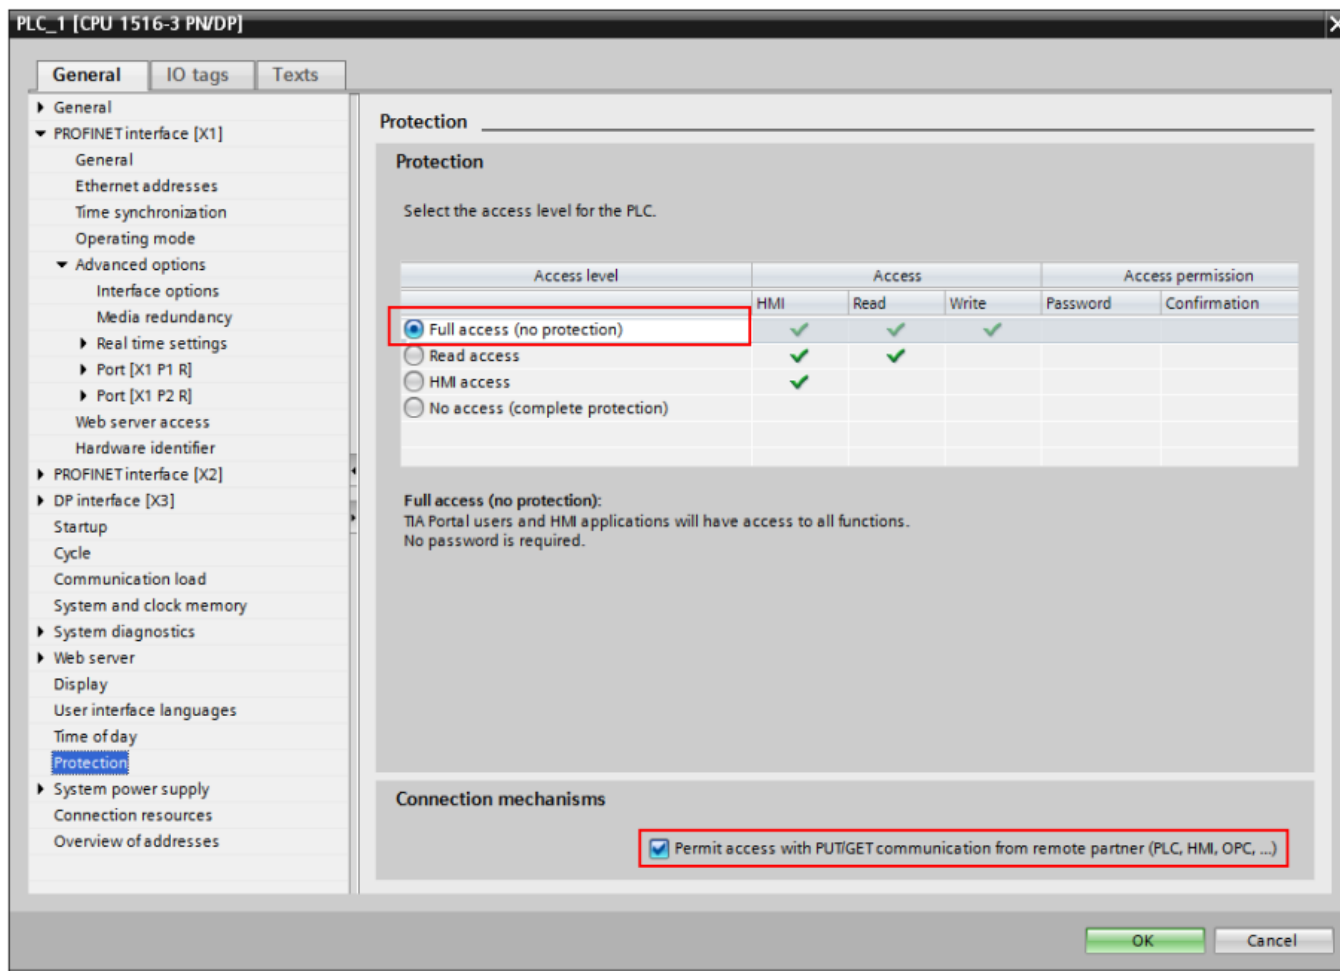 PLC_1 [CPU 1516-3 PN/DP]
General
IO tags
Texts
General
PROFINET interface [X1]
General
Ethernet addresses
Time synchronization
Operating mode
Advanced options
Interface options
Media redundancy
Real time settings
Port [X1 P1 R]
Port [X1 P2 R]
Web server access
Hardware identifier
PROFINET interface [X2]
DP interface [X3]
Startup
Cycle
Communication load
System and clock memory
System diagnostics
Web server
Display
User interface languages
Time of day
Protection
System power supply
Connection resources
Overview of addresses
Protection
Protection
Select the access level for the PLC.
Access level Access Access permission
HMI Read Write Password Confirmation
Full access (no protection)
Read access
HMI access
No access (complete protection)
Full access (no protection):
TIA Portal users and HMI applications will have access to all functions.
No password is required.
Connection mechanisms
Permit access with PUT/GET communication from remote partner (PLC, HMI, OPC, ...)
OK
Cancel